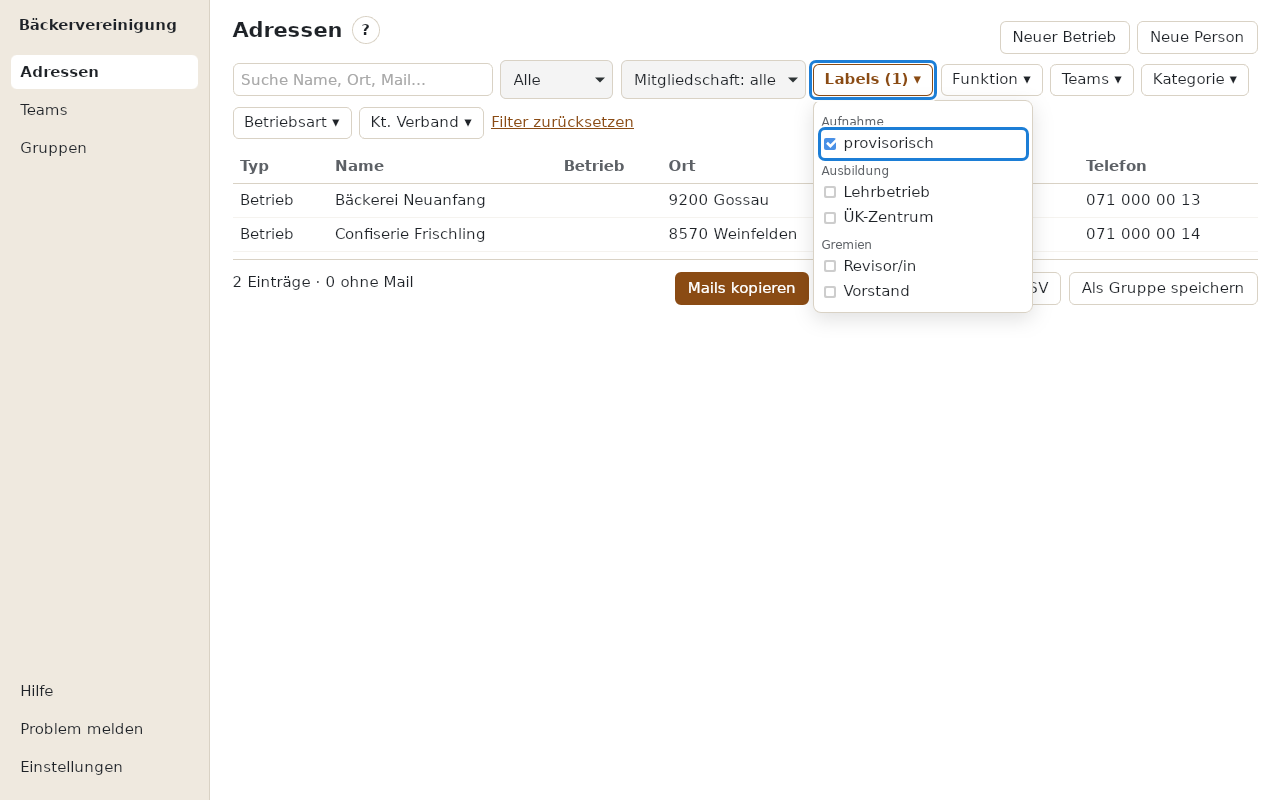 Bäckervereinigung
Adressen
Teams
Gruppen
Hilfe
Problem melden
Einstellungen
Adressen ?
Neuer Betrieb Neue Person
Suche Name, Ort, Mail... Alle Mitgliedschaft: alle Labels (1) ▾ Funktion ▾ Teams ▾ Kategorie ▾
Betriebsart ▾ Kt. Verband ▾ Filter zurücksetzen
Aufnahme
provisorisch
Ausbildung
Lehrbetrieb
ÜK-Zentrum
Gremien
Revisor/in
Vorstand
Typ Name Betrieb Ort Telefon
Betrieb Bäckerei Neuanfang 9200 Gossau 071 000 00 13
Betrieb Confiserie Frischling 8570 Weinfelden 071 000 00 14
2 Einträge · 0 ohne Mail
Mails kopieren Als Gruppe speichern